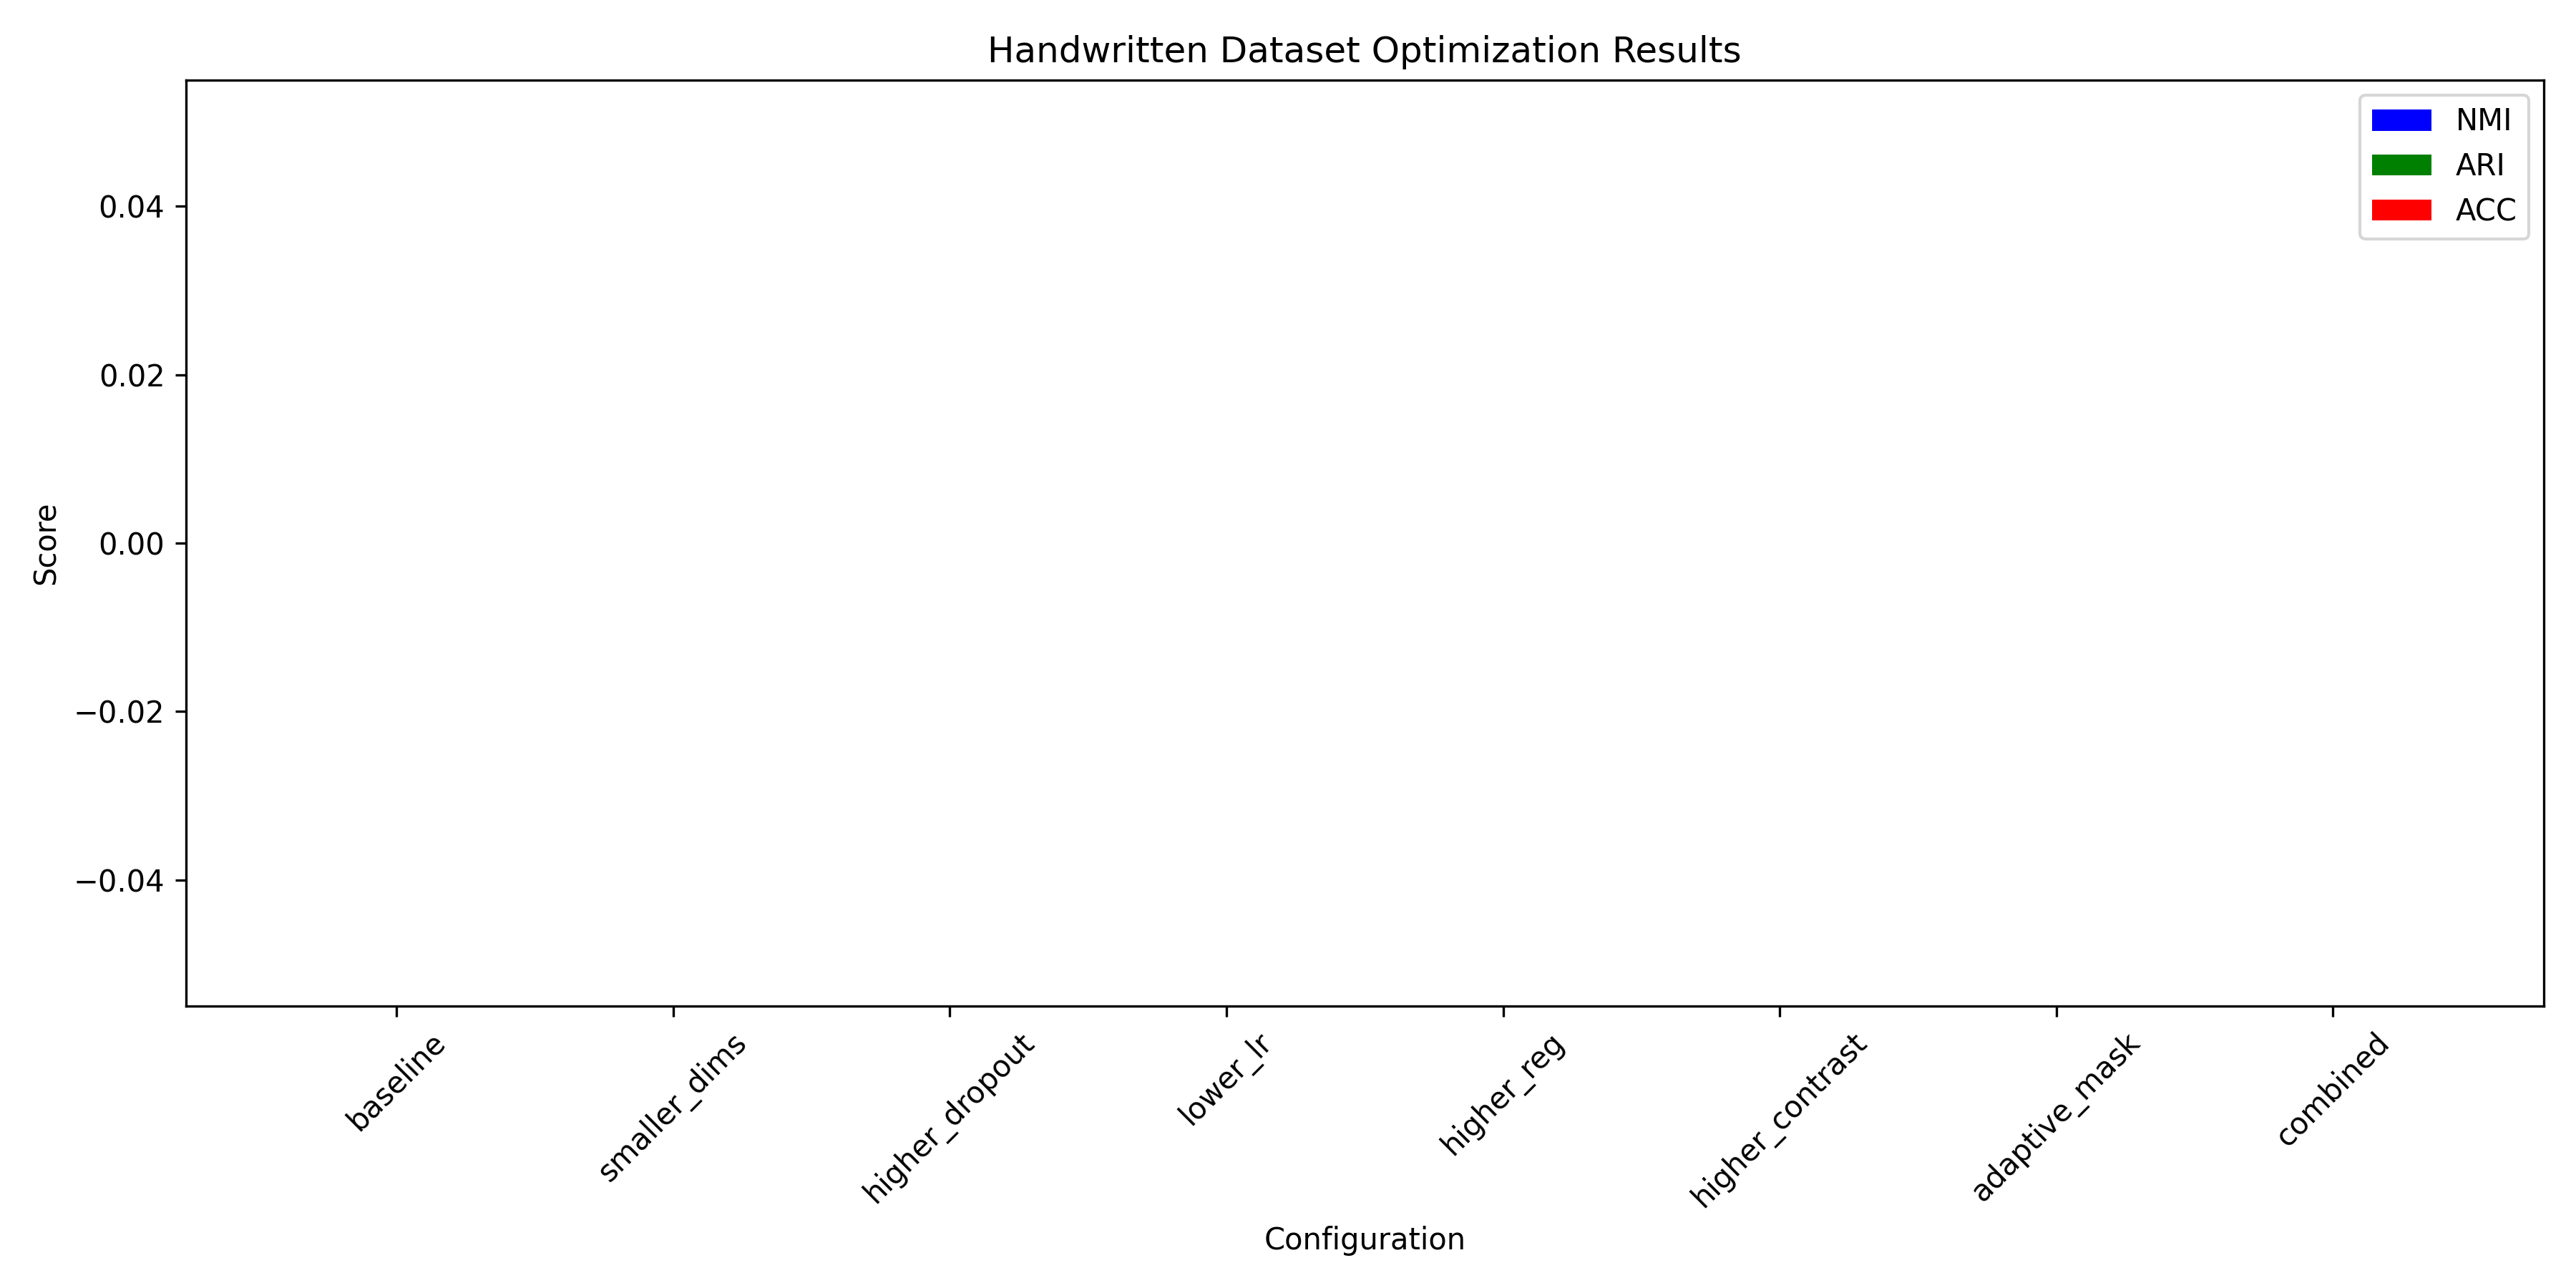 Handwritten Dataset Optimization Results
NMI
ARI
ACC
0.04
0.02
0.00
−0.02
−0.04
Score
baseline
smaller_dims
higher_dropout
lower_lr
higher_reg
higher_contrast
adaptive_mask
combined
Configuration